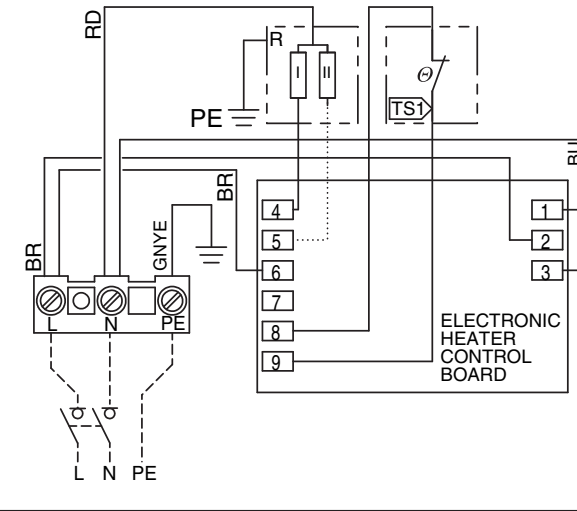 RD
R
I
II
Θ
TS1
PE
BU
BR
BR
GNYE
4
5
6
7
8
9
1
2
3
L
N
PE
ELECTRONIC
HEATER
CONTROL
BOARD
L N PE